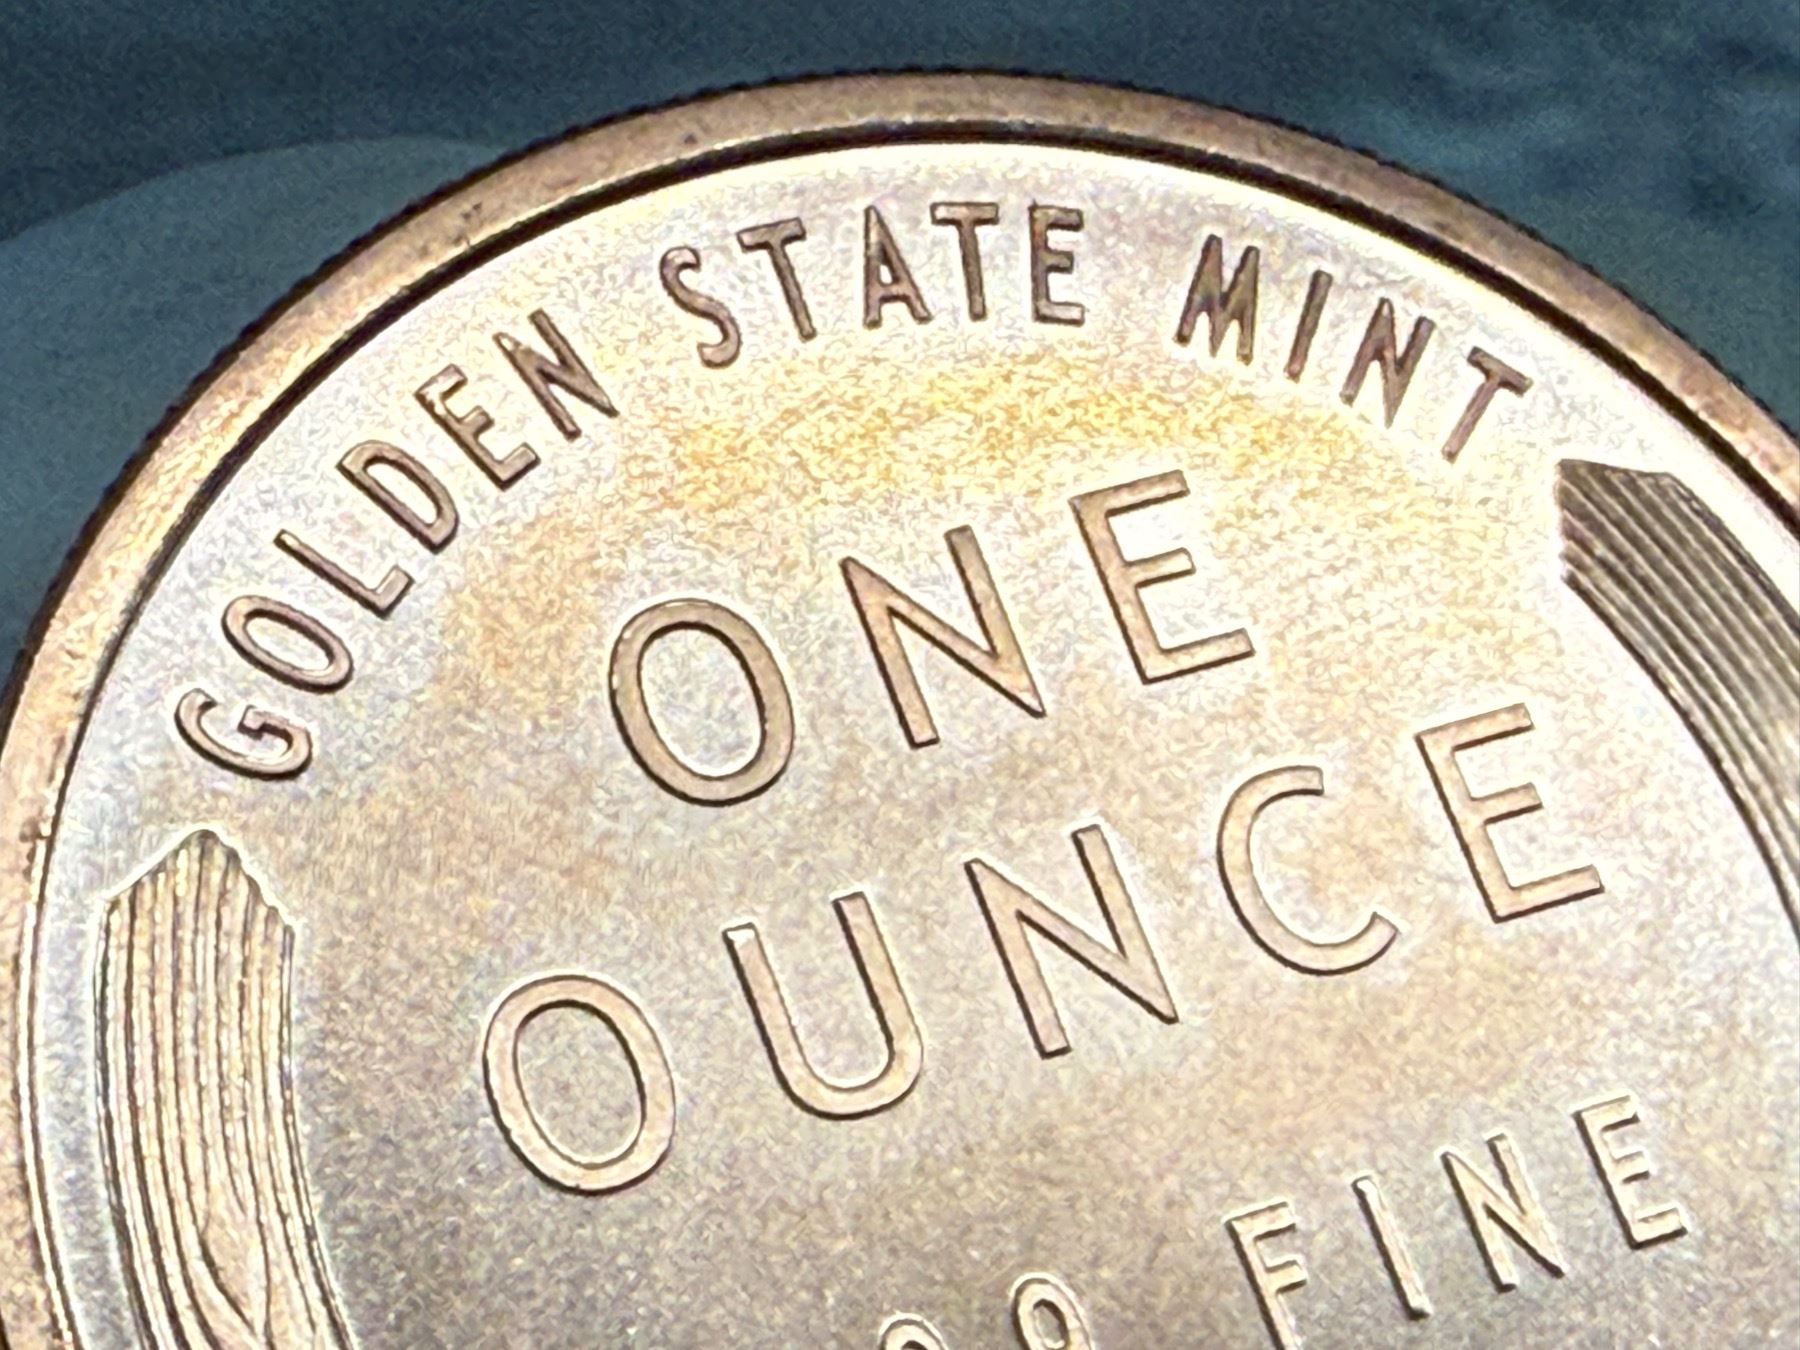 GOLDEN STATE MINT
ONE
OUNCE
FINE